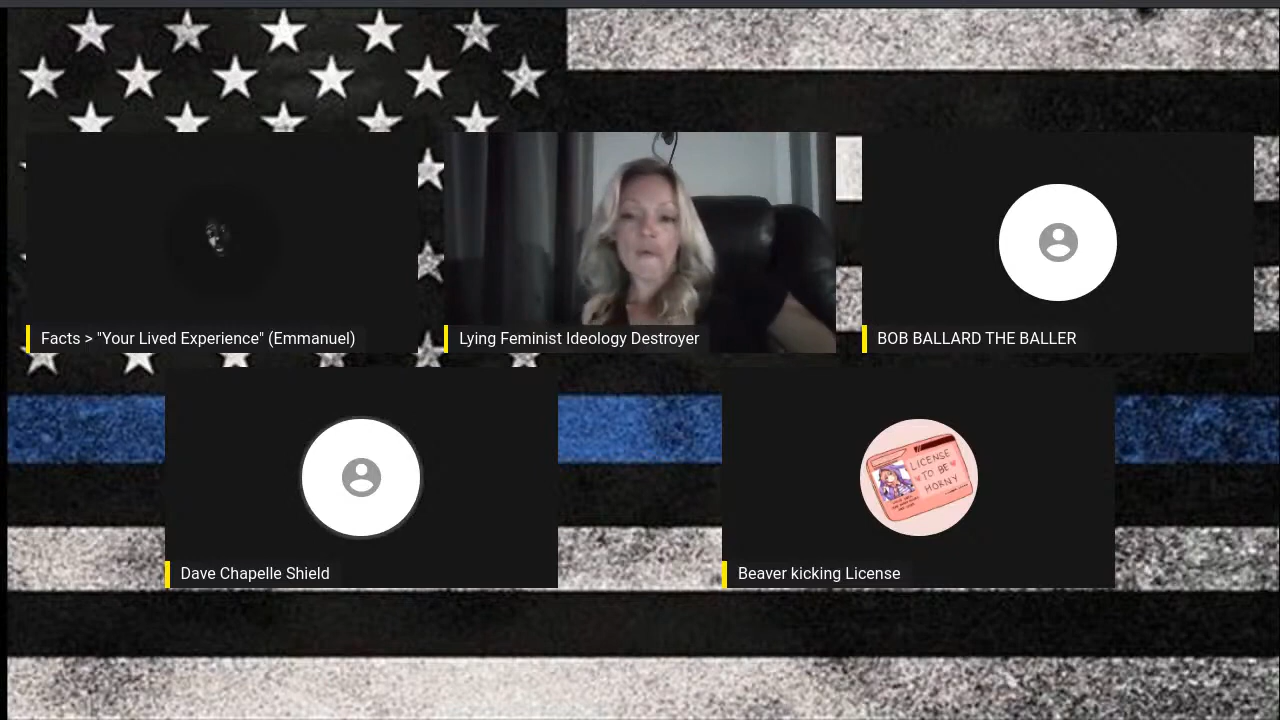 Facts > "Your Lived Experience" (Emmanuel)
Lying Feminist Ideology Destroyer
BOB BALLARD THE BALLER
Dave Chapelle Shield
LICENSE
TO BE
HORNY
Beaver kicking License